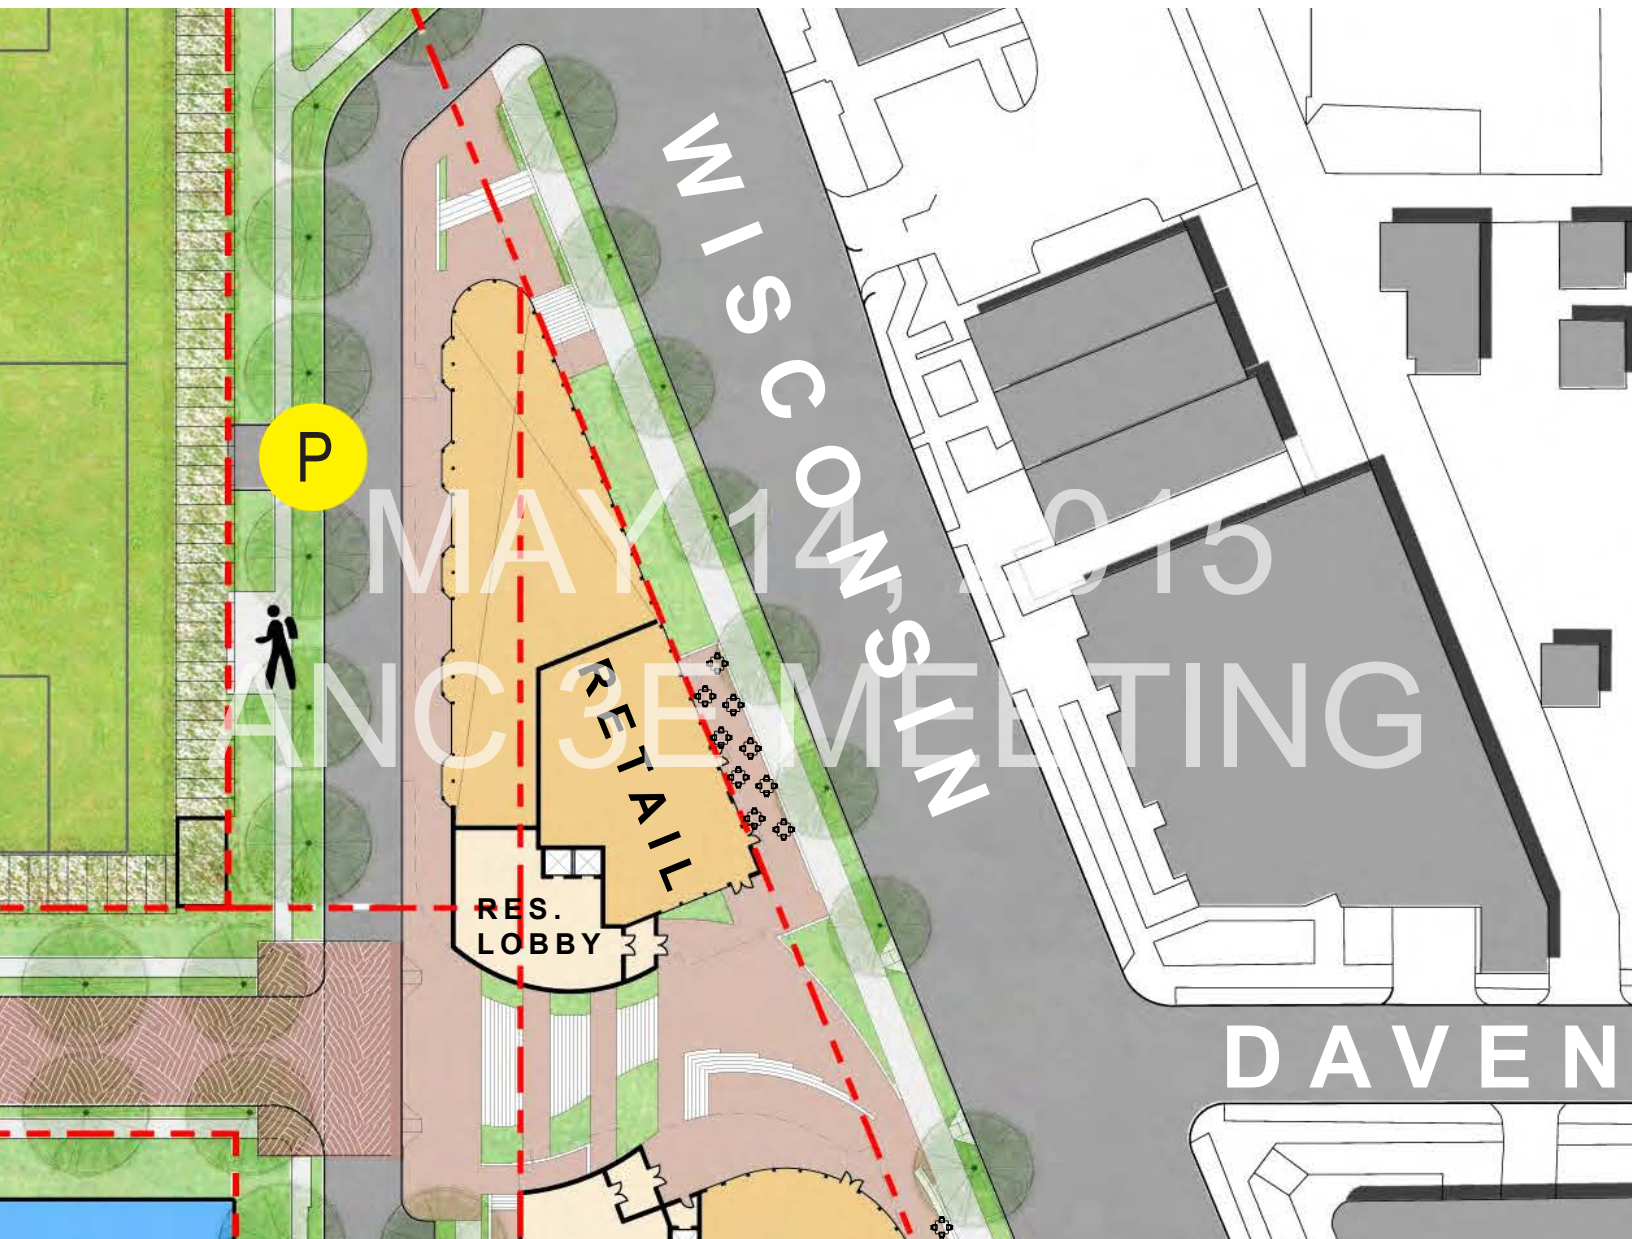 WISCONSIN
P
MAY 14, 2015
ANC 3E MEETING
RETAIL
RES.
LOBBY
DAVEN